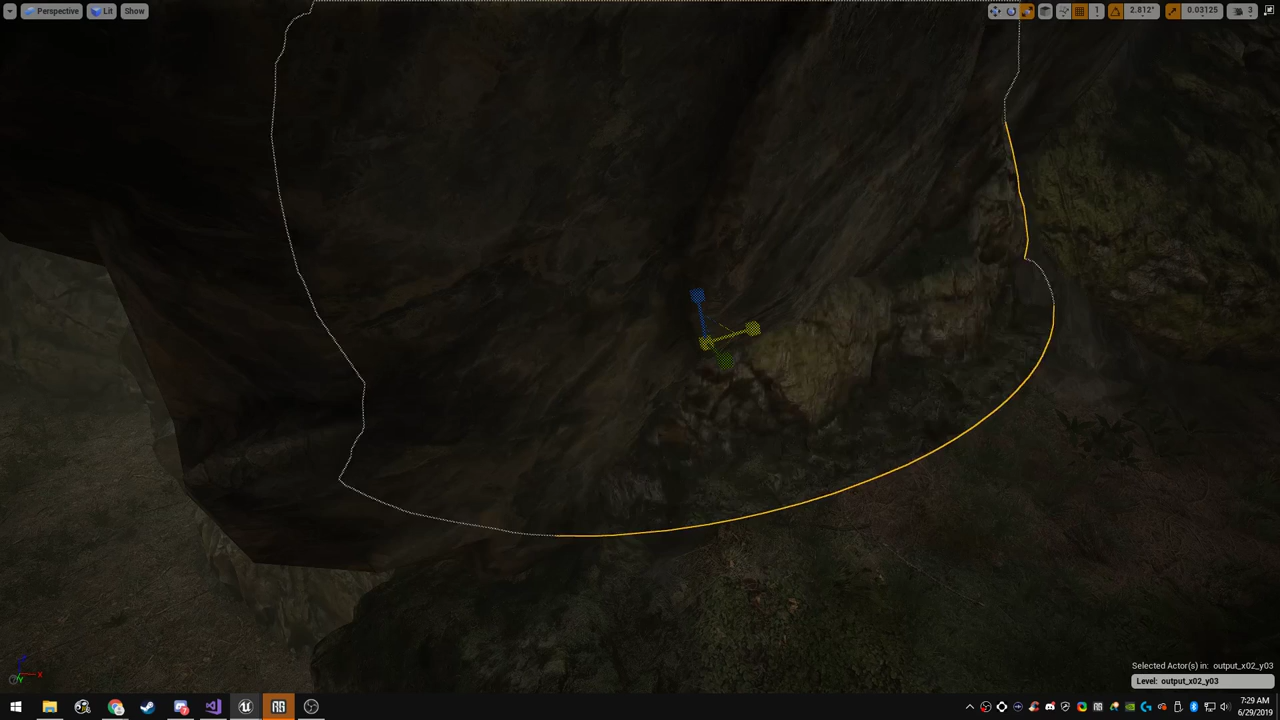 Perspective Lit Show 1 2.812° 0.03125 3
X
Selected Actor(s) in: output_x02_y03
Level: output_x02_y03
7:29 AM
6/29/2019